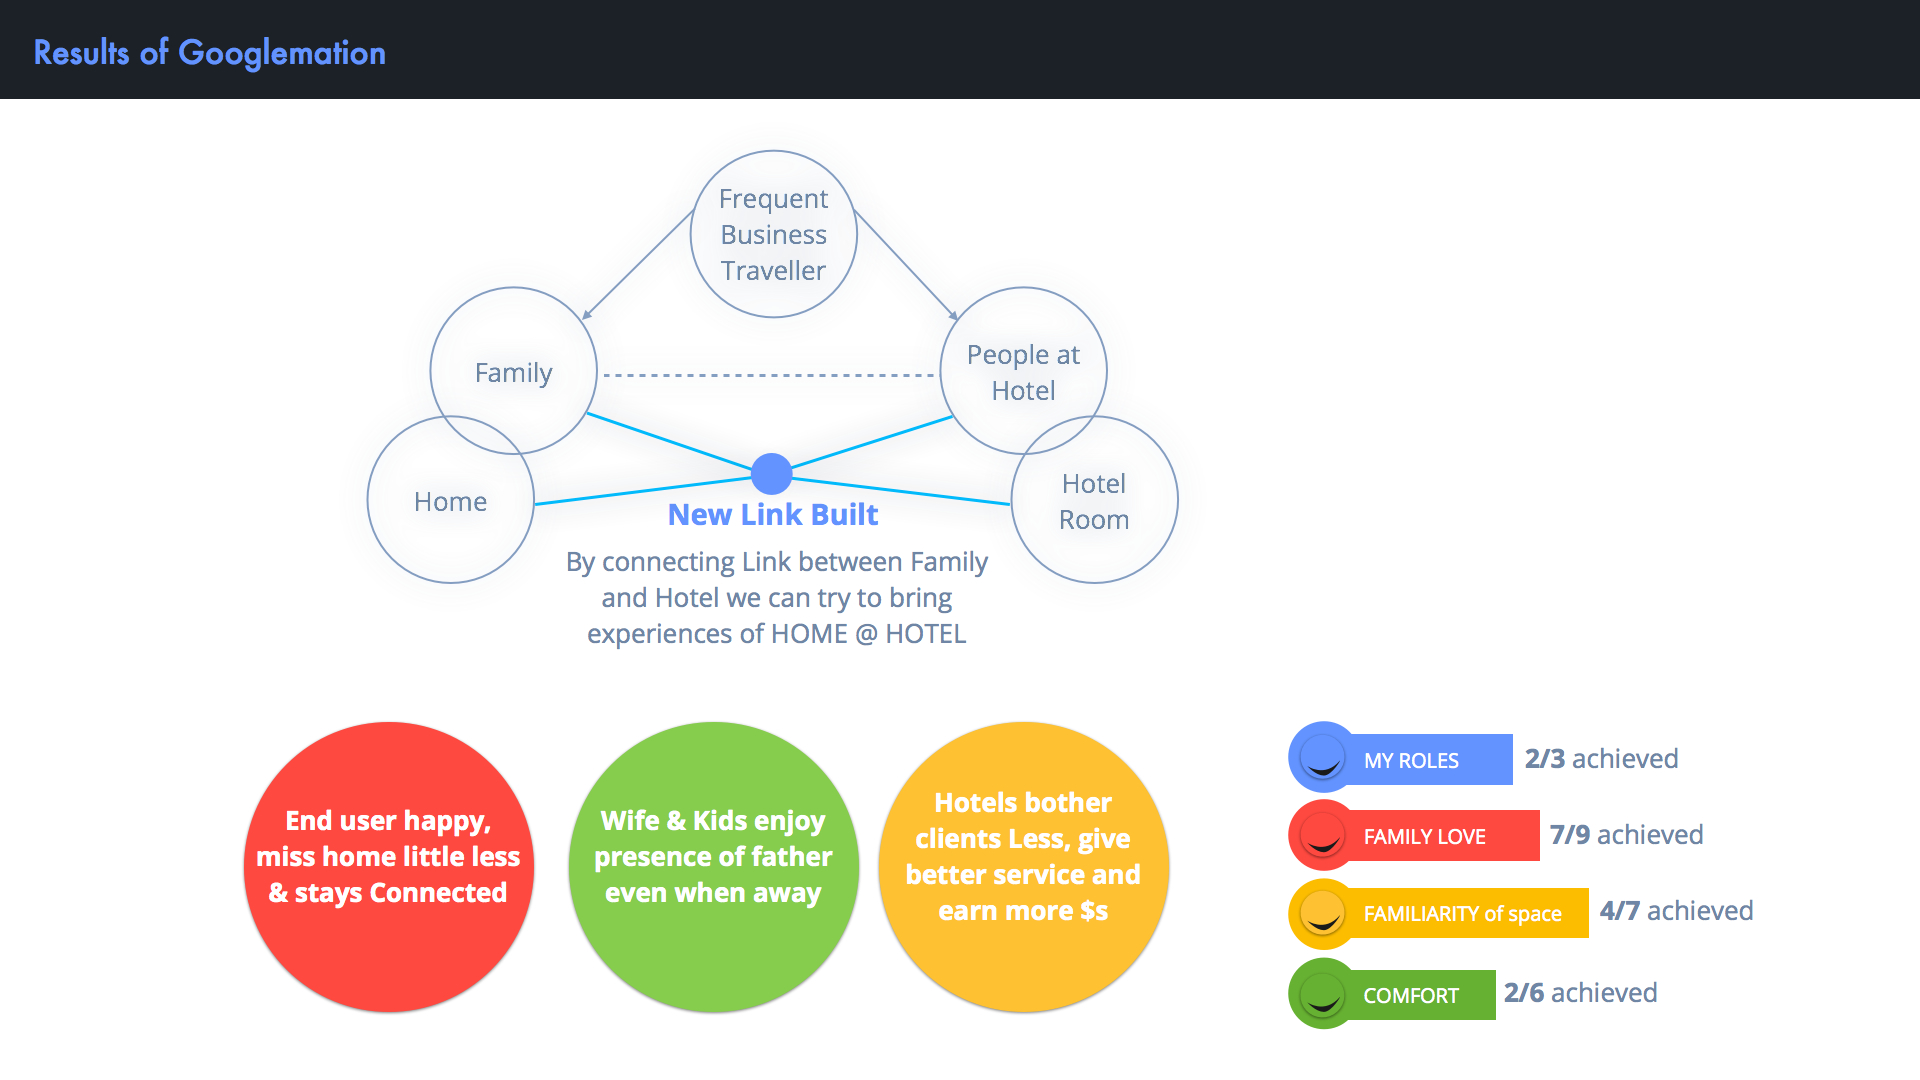 Results of Googlemation
Frequent
Business
Traveller
Family
People at
Hotel
Home
Hotel
Room
New Link Built
By connecting Link between Family
and Hotel we can try to bring
experiences of HOME @ HOTEL
End user happy,
miss home little less
& stays Connected
Wife & Kids enjoy
presence of father
even when away
Hotels bother
clients Less, give
better service and
earn more $s
MY ROLES 2/3 achieved
FAMILY LOVE 7/9 achieved
FAMILIARITY of space 4/7 achieved
COMFORT 2/6 achieved